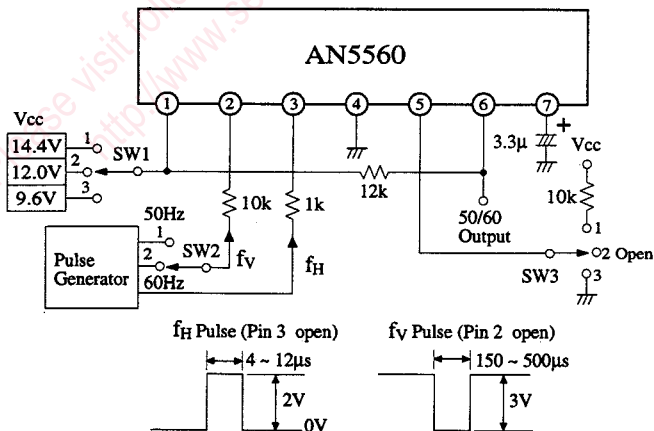 AN5560
1 2 3 4 5 6 7
+
3.3μ
Vcc
14.4V 1
12.0V 2
9.6V 3
SW1
12k
Vcc
10k
10k
1k
50/60
Output
1
2 Open
3
SW3
50Hz
1
2
60Hz
SW2
fV
fH
Pulse
Generator
fH Pulse (Pin 3 open)
4 ~ 12μs
2V
0V
fV Pulse (Pin 2 open)
150 ~ 500μs
3V